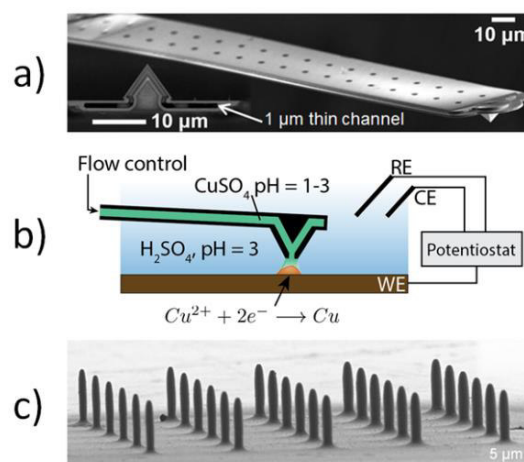 a)
10 µm
10 µm
1 µm thin channel
b)
Flow control
CuSO₄ pH = 1-3
H₂SO₄, pH = 3
RE
CE
Potentiostat
WE
Cu²⁺ + 2e⁻ ⟶ Cu
c)
5 µm